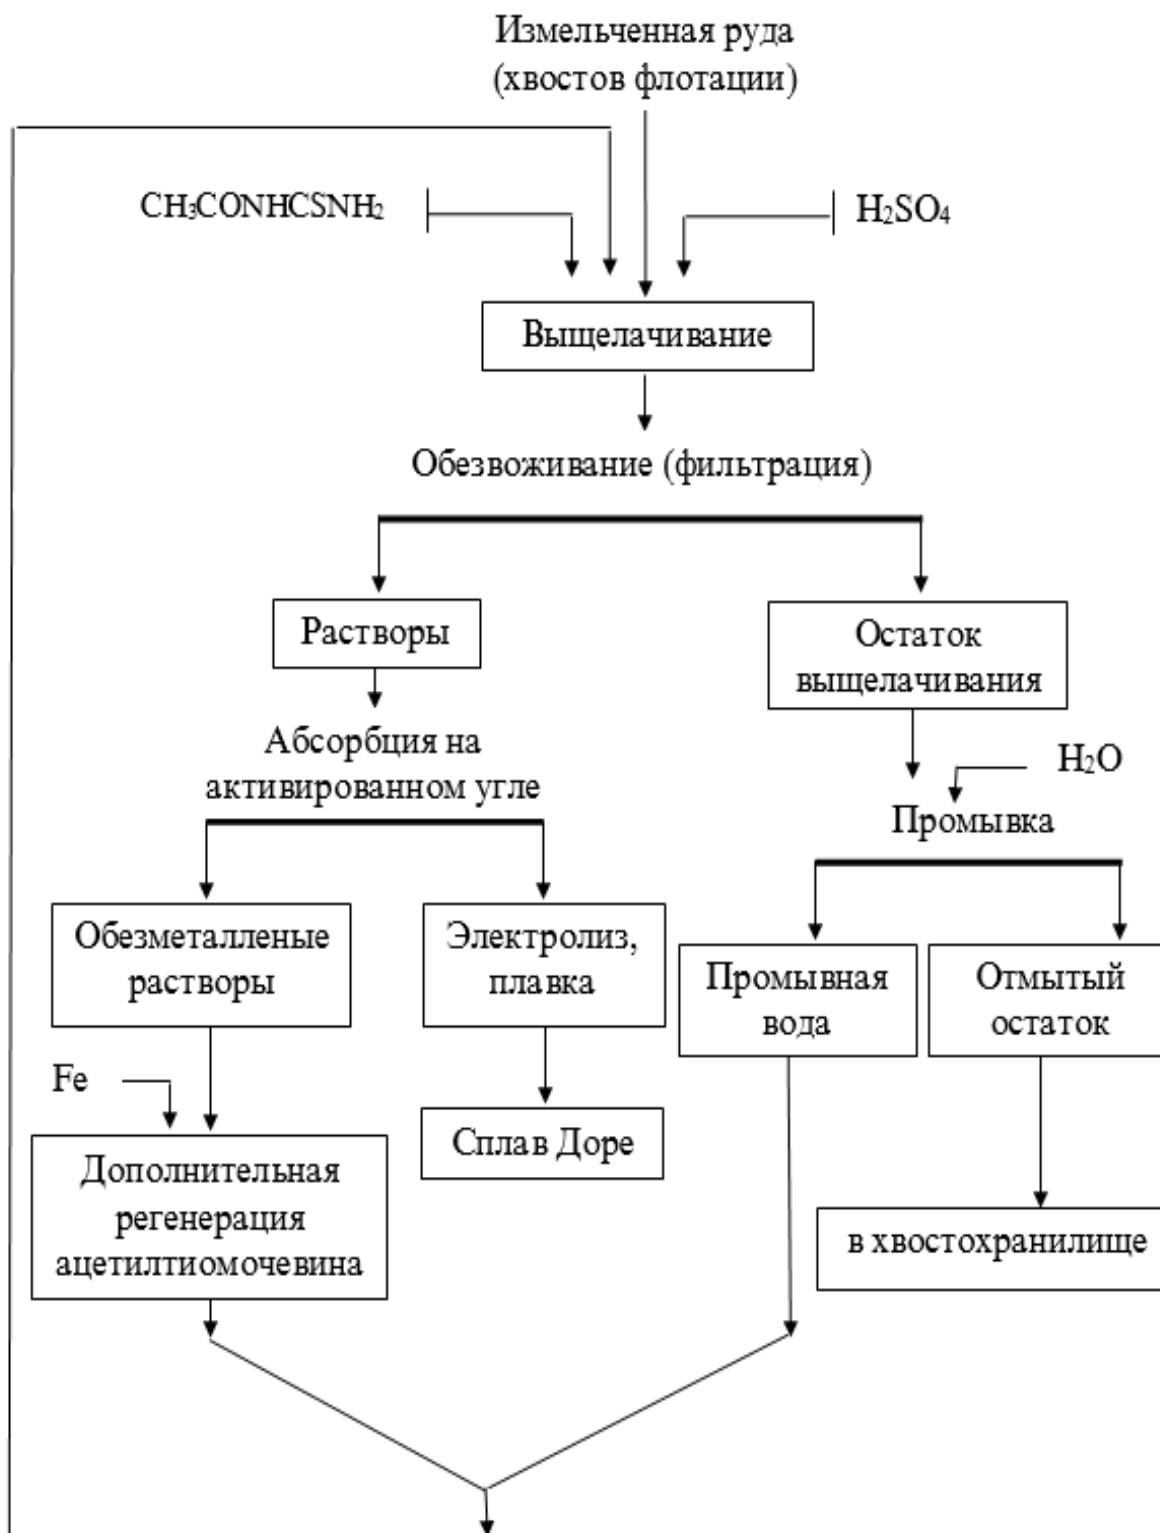 Измельченная руда
(хвостов флотации)
CH₃CONHCSNH₂
H₂SO₄
Выщелачивание
Обезвоживание (фильтрация)
Растворы
Остаток
выщелачивания
Абсорбция на
активированном угле
H₂O
Промывка
Обезметалленые
растворы
Электролиз,
плавка
Промывная
вода
Отмытый
остаток
Fe
Сплав Доре
Дополнительная
регенерация
ацетилтиомочевина
в хвостохранилище